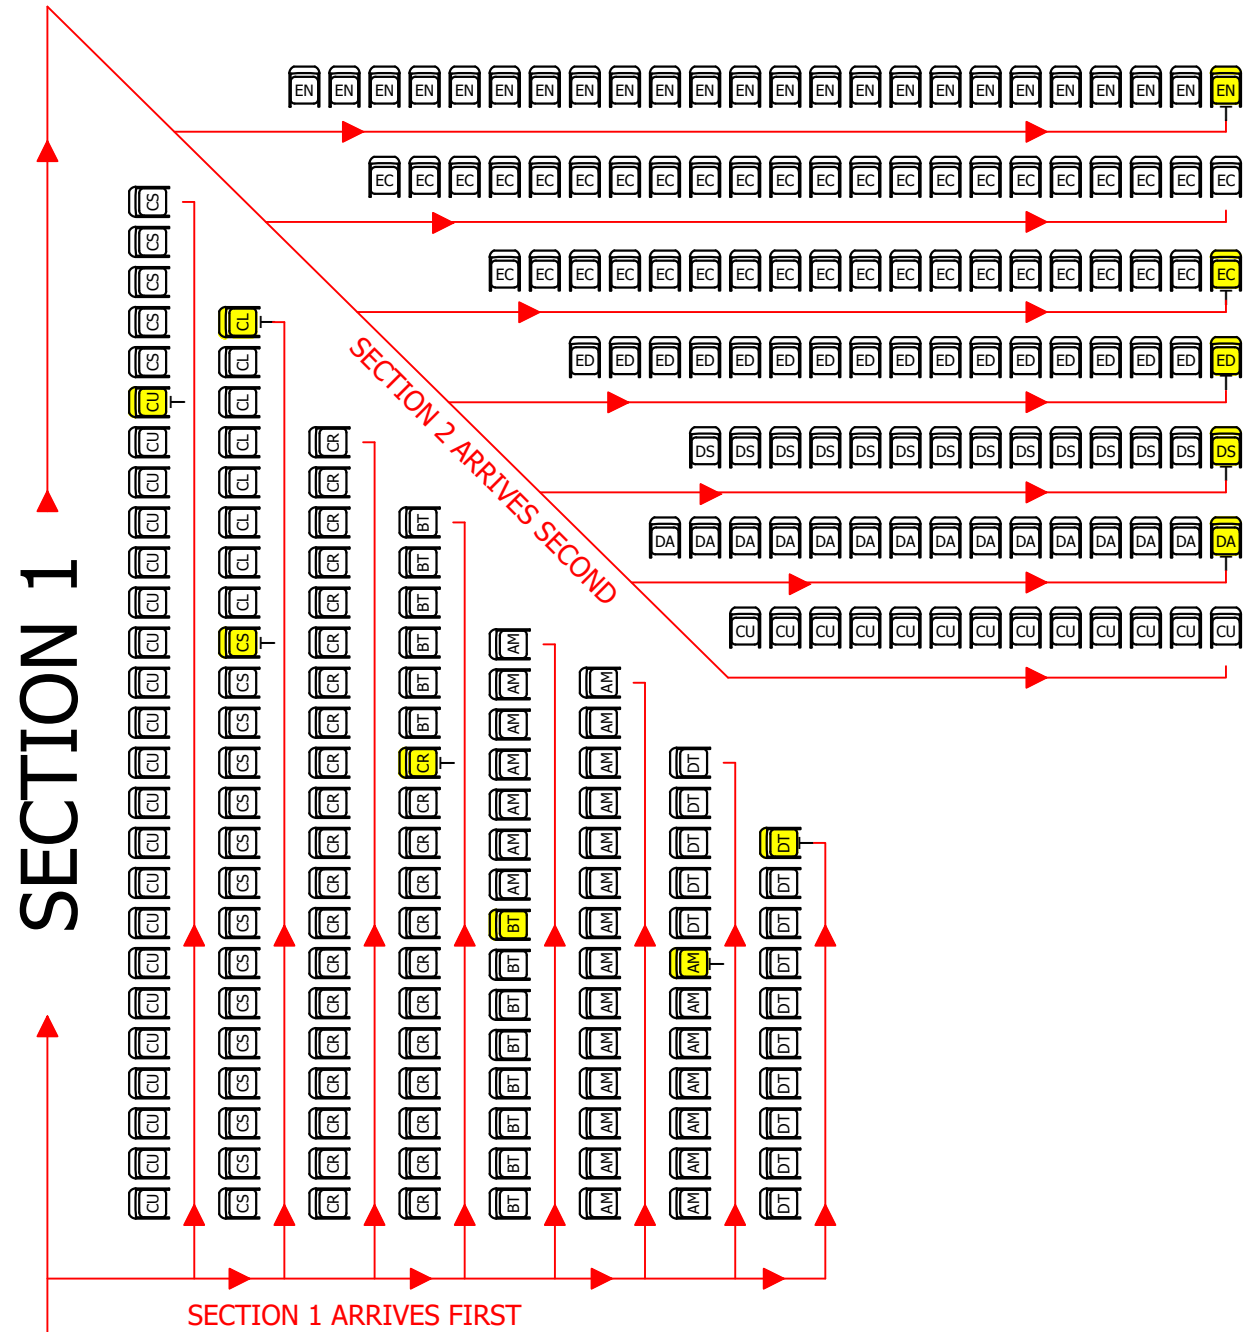 EN EN EN EN EN EN EN EN EN EN EN EN EN EN EN EN EN EN EN EN EN EN EN EN
EC EC EC EC EC EC EC EC EC EC EC EC EC EC EC EC EC EC EC EC EC EC
EC EC EC EC EC EC EC EC EC EC EC EC EC EC EC EC EC EC EC
ED ED ED ED ED ED ED ED ED ED ED ED ED ED ED ED ED
DS DS DS DS DS DS DS DS DS DS DS DS DS DS
DA DA DA DA DA DA DA DA DA DA DA DA DA DA DA
CU CU CU CU CU CU CU CU CU CU CU CU CU
SECTION 2 ARRIVES SECOND
SECTION 1
CU CU CU CU CU CU CU CU CU CU CU CU CU CU CU CU CU CU CU CU CU CS CS CS CS CS
CS CS CS CS CS CS CS CS CS CS CS CS CS CS CS CL CL CL CL CL CL CL CL
CR CR CR CR CR CR CR CR CR CR CR CR CR CR CR CR CR CR CR CR
CR CR CR CR CR CR CR CR CR CR CR CR BT BT BT BT BT BT
BT BT BT BT BT BT BT BT AM AM AM AM AM AM AM
AM AM AM AM AM AM AM AM AM AM AM AM AM AM
AM AM AM AM AM AM AM DT DT DT DT DT
DT DT DT DT DT DT DT DT DT DT
SECTION 1 ARRIVES FIRST